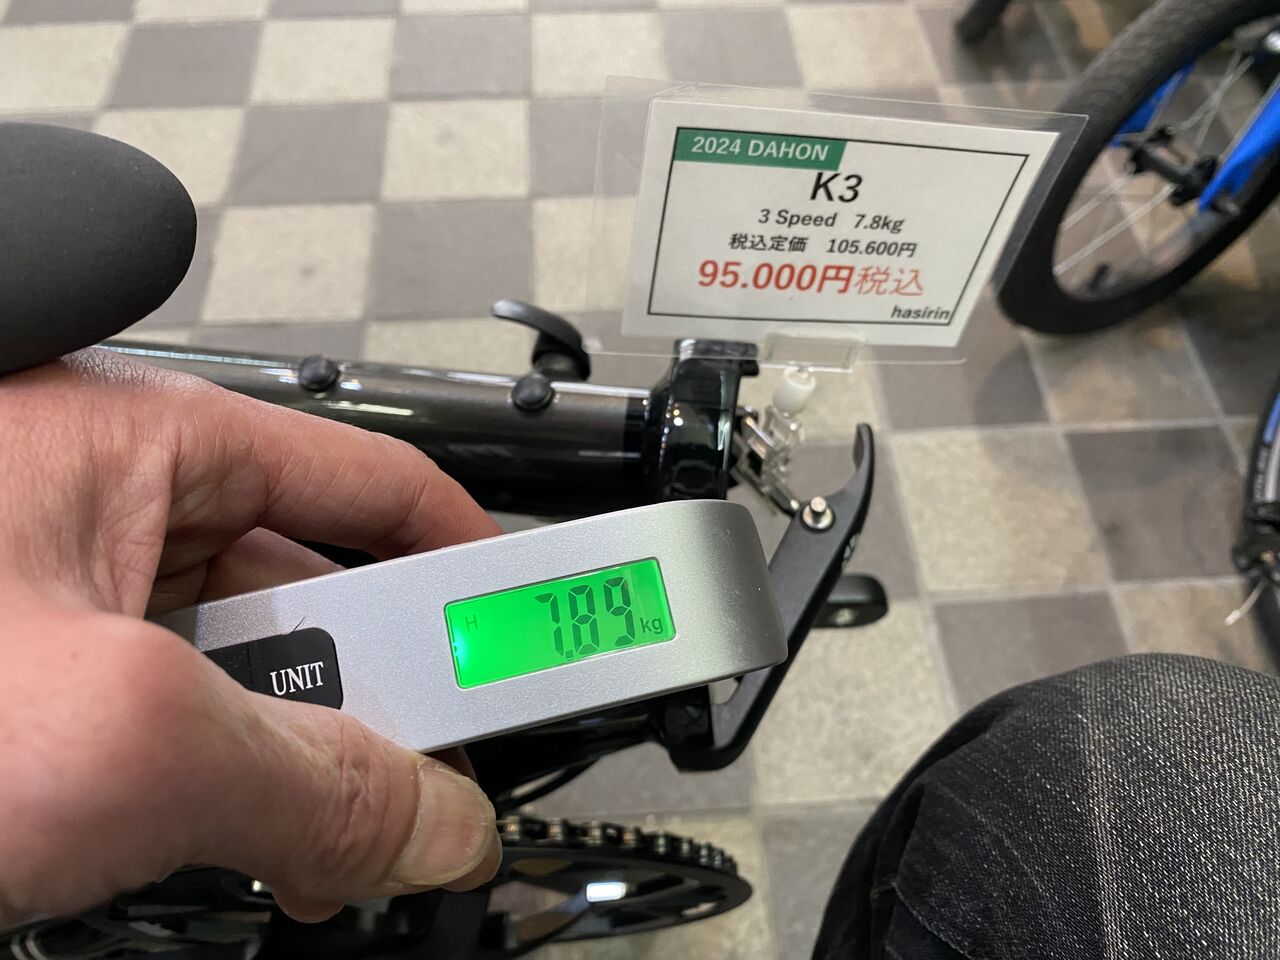 2024 DAHON
K3
3 Speed 7.8kg
税込定価 105.600円
95.000円税込
hasirin
H 7.89 kg
UNIT